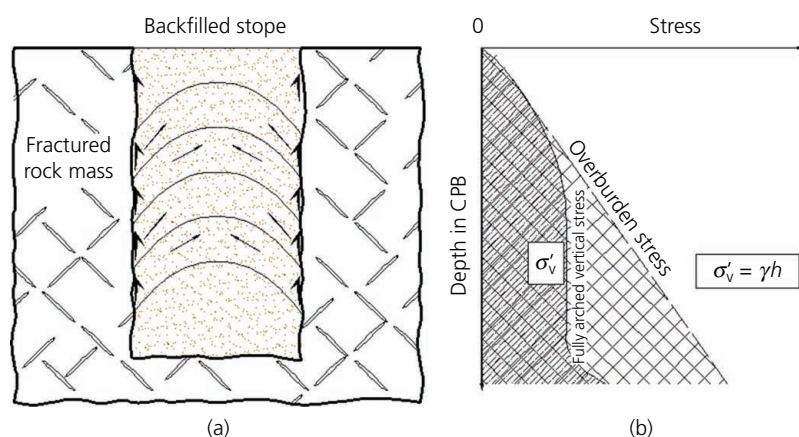 Backfilled stope
Fractured
rock mass
(a)
0
Stress
Depth in CPB
σ′v
Fully arched vertical stress
Overburden stress
σ′v = γh
(b)